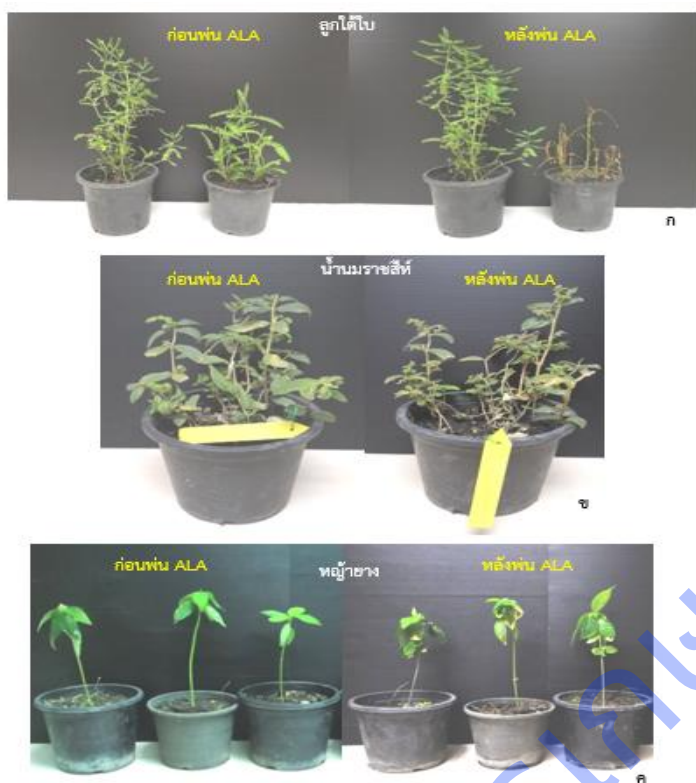 ลูกใต้ใบ
ก่อนพ่น ALA หลังพ่น ALA
ก
น้ำนมราชสีห์
ก่อนพ่น ALA หลังพ่น ALA
ข
ก่อนพ่น ALA หญ้ายาง หลังพ่น ALA
ค